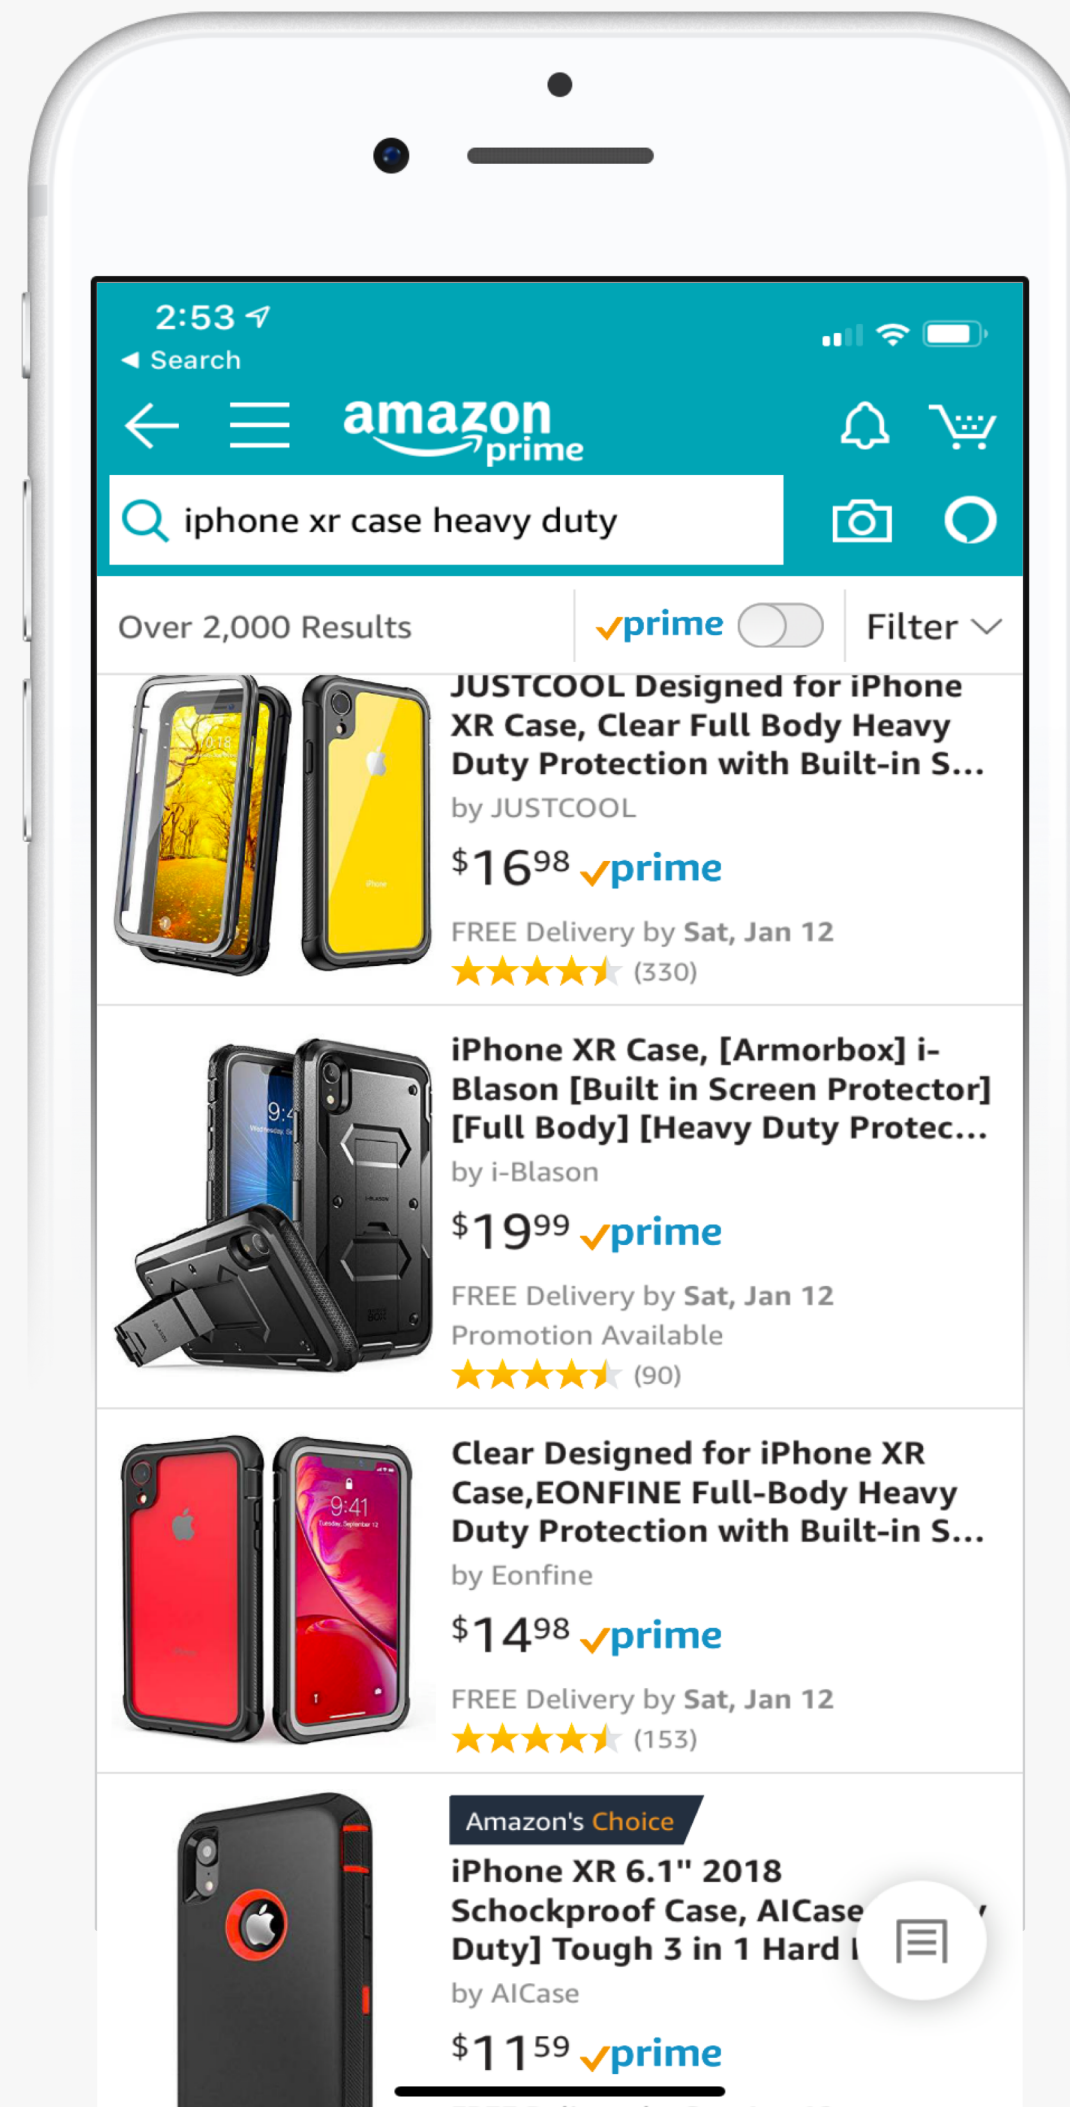 2:53
◀ Search
amazon
prime
iphone xr case heavy duty
Over 2,000 Results
prime
Filter
JUSTCOOL Designed for iPhone
XR Case, Clear Full Body Heavy
Duty Protection with Built-in S...
by JUSTCOOL
$16 98 prime
FREE Delivery by Sat, Jan 12
(330)
iPhone XR Case, [Armorbox] i-
Blason [Built in Screen Protector]
[Full Body] [Heavy Duty Protec...
by i-Blason
$19 99 prime
FREE Delivery by Sat, Jan 12
Promotion Available
(90)
9:41
Tuesday, September 12
Clear Designed for iPhone XR
Case,EONFINE Full-Body Heavy
Duty Protection with Built-in S...
by Eonfine
$14 98 prime
FREE Delivery by Sat, Jan 12
(153)
Amazon's Choice
iPhone XR 6.1" 2018
Schockproof Case, AICase
Duty] Tough 3 in 1 Hard
by AICase
$11 59 prime